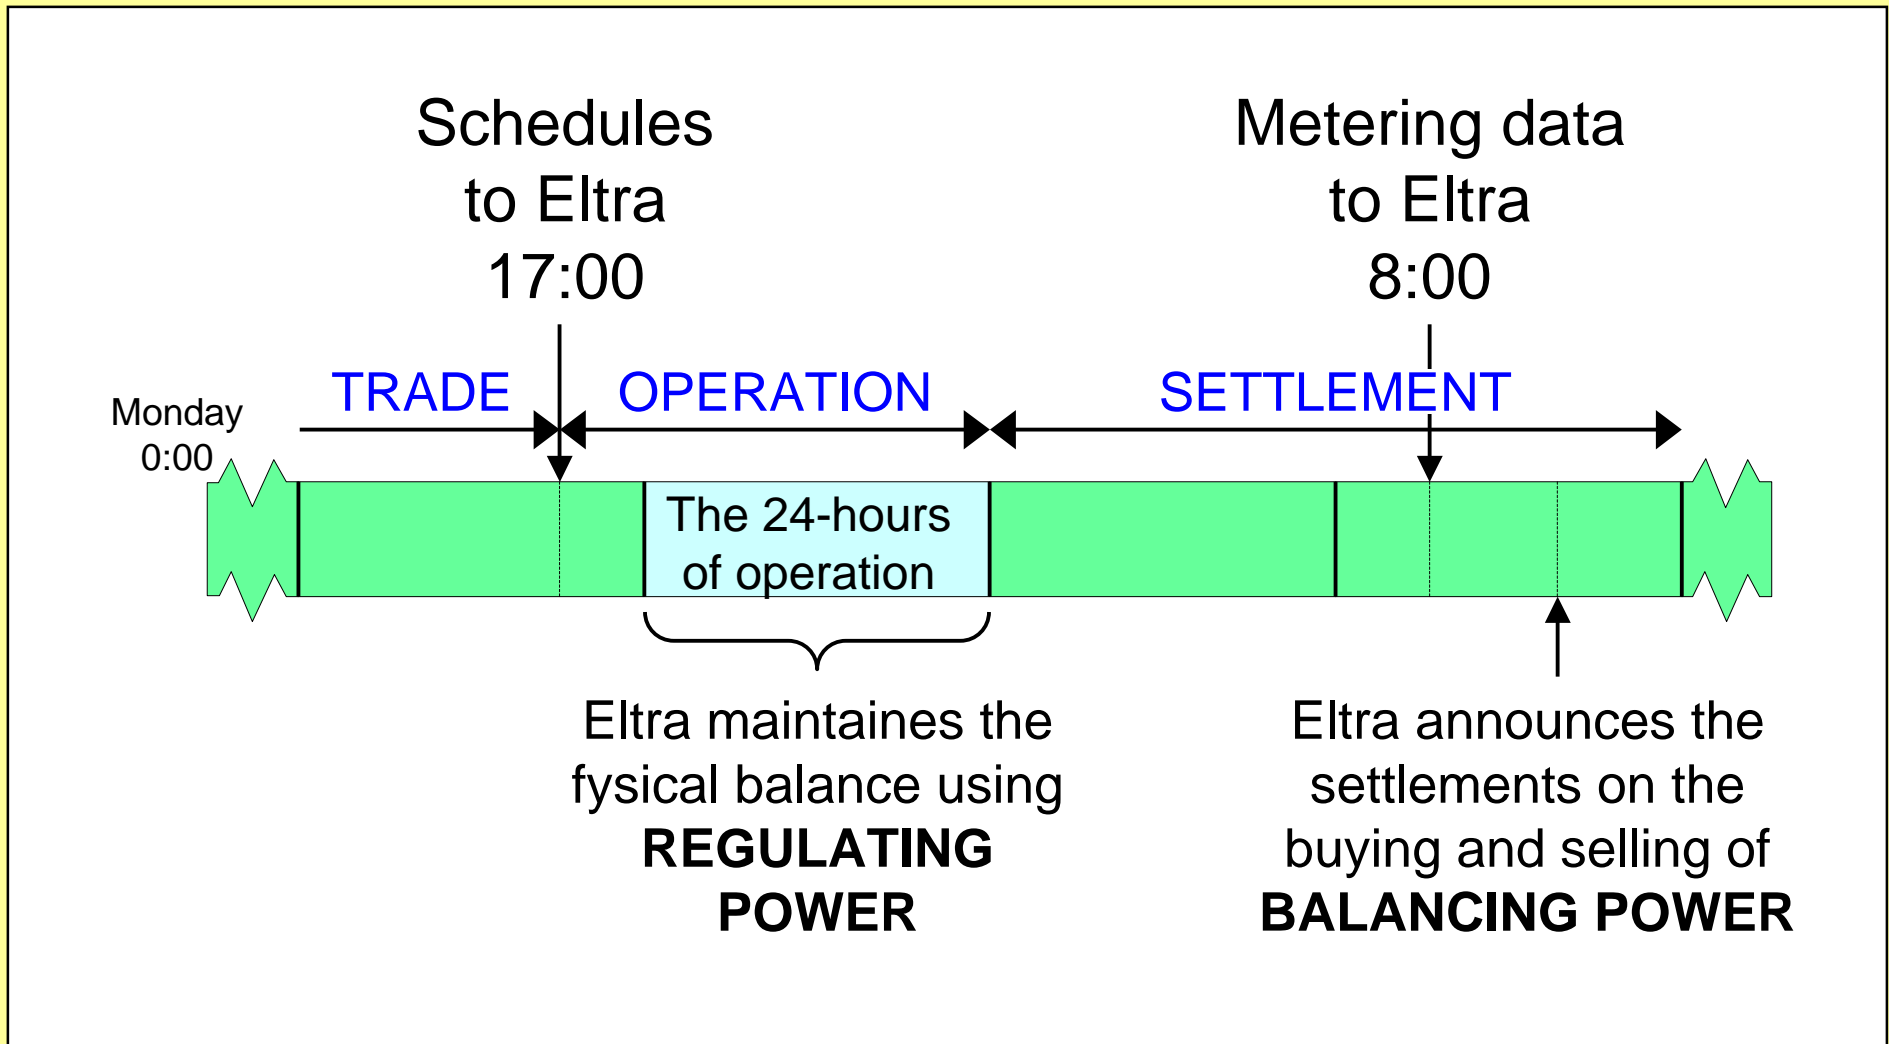 Schedules
to Eltra
17:00
Metering data
to Eltra
8:00
TRADE
OPERATION
SETTLEMENT
Monday
0:00
The 24-hours
of operation
Eltra maintaines the
fysical balance using
REGULATING
POWER
Eltra announces the
settlements on the
buying and selling of
BALANCING POWER